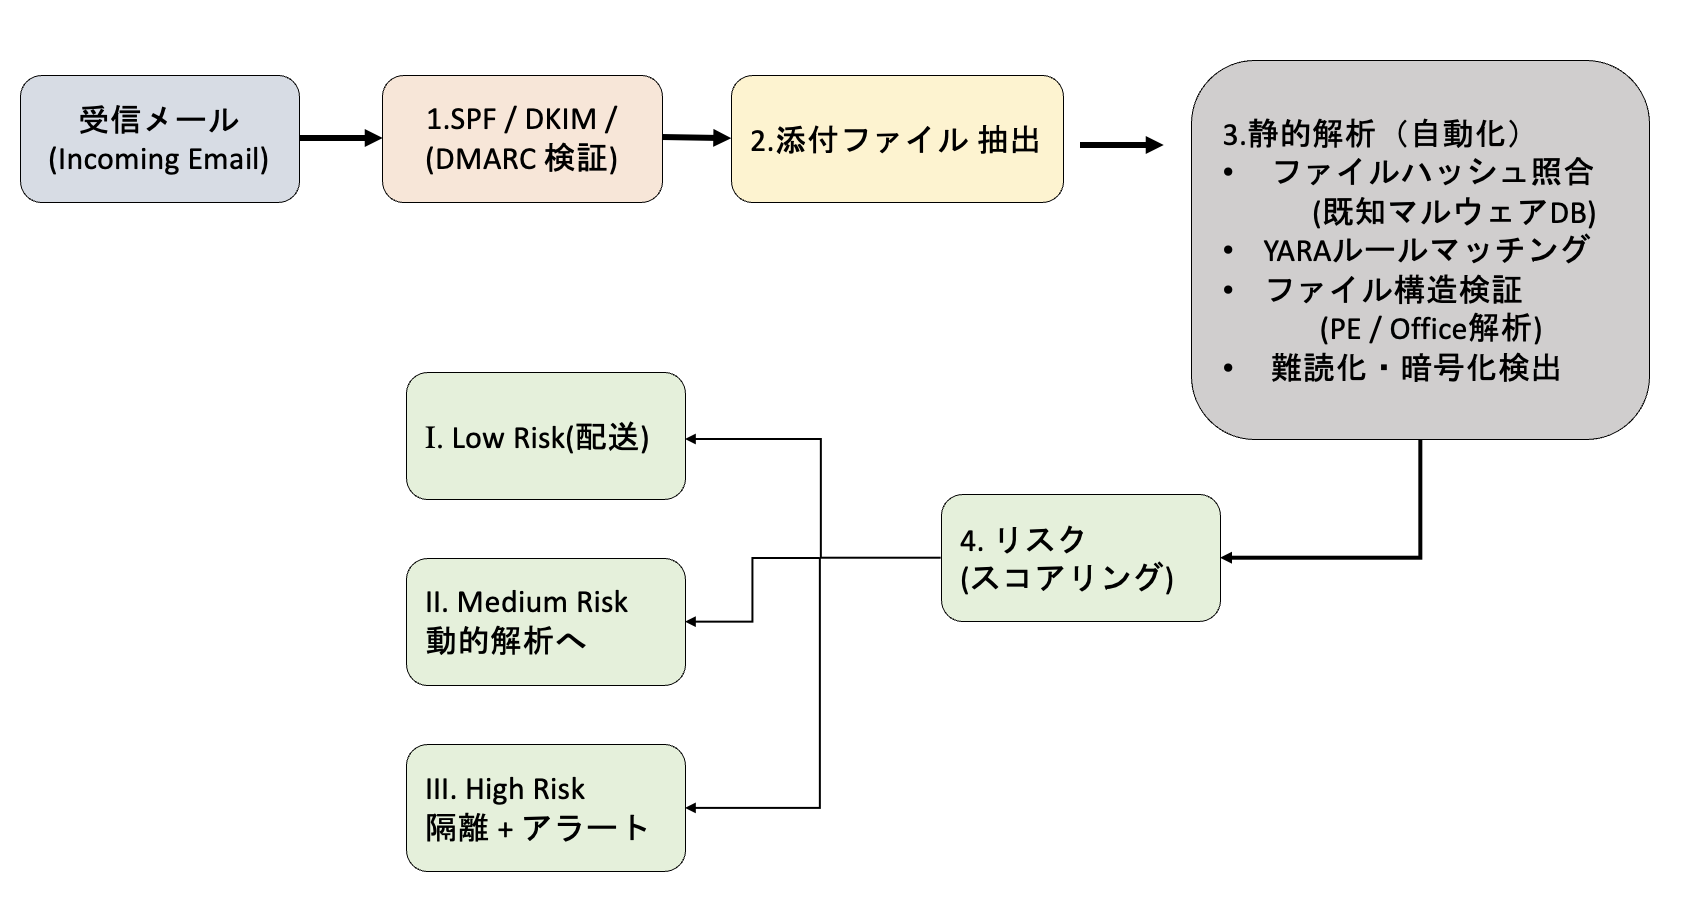 受信メール
(Incoming Email)
1.SPF / DKIM /
(DMARC 検証)
2.添付ファイル 抽出
3.静的解析（自動化）
• ファイルハッシュ照合
(既知マルウェアDB)
• YARAルールマッチング
• ファイル構造検証
(PE / Office解析)
• 難読化・暗号化検出
4. リスク
(スコアリング)
I. Low Risk(配送)
II. Medium Risk
動的解析へ
III. High Risk
隔離 + アラート